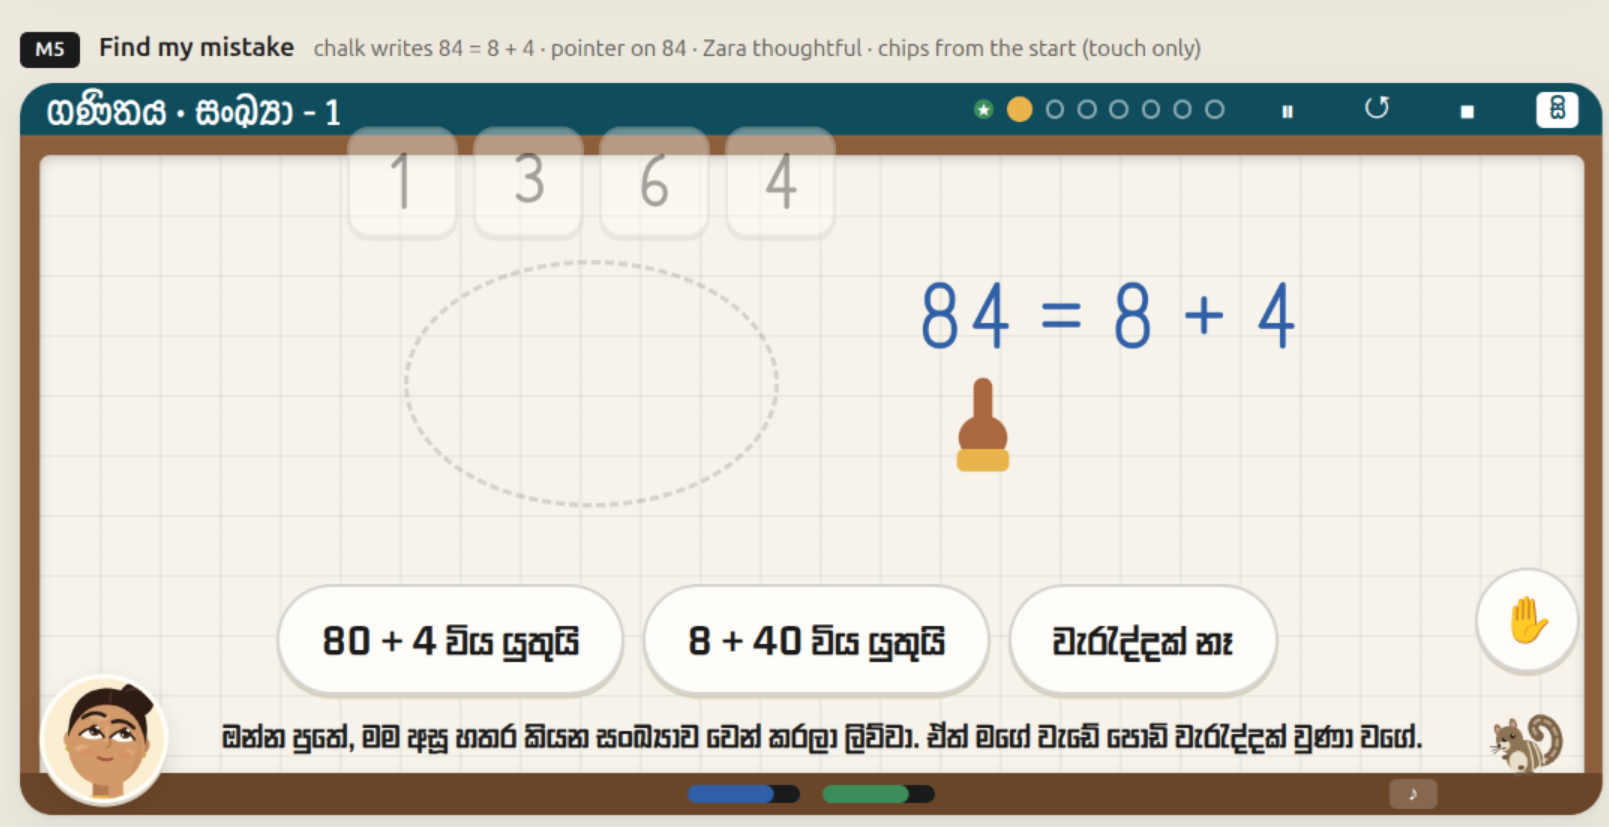 M5 Find my mistake chalk writes 84 = 8 + 4 · pointer on 84 · Zara thoughtful · chips from the start (touch only)
ගණිතය · සංඛ්‍යා - 1
සිං
1 3 6 4
84 = 8 + 4
80 + 4 විය යුතුයි
8 + 40 විය යුතුයි
වැරැද්දක් නෑ
ඔන්න පුතේ, මම අසූ හතර කියන සංඛ්‍යාව වෙන් කරලා ලිව්වා. ඒත් මගේ වැඩේ පොඩි වැරැද්දක් වුණා වගේ.